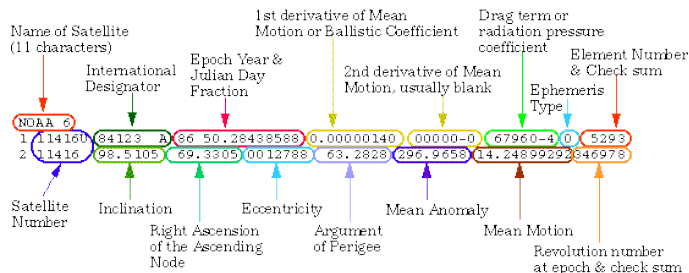 Name of Satellite
(11 characters)
International
Designator
Epoch Year &
Julian Day
Fraction
1st derivative of Mean
Motion or Ballistic Coefficient
2nd derivative of Mean
Motion, usually blank
Drag term or
radiation pressure
coefficient
Ephemeris
Type
Element Number
& Check sum
NOAA 6
1 11416U 84123 A 86 50.28438588 0.00000140 00000-0 67960-4 0 5293
2 11416 98.5105 69.3305 0012788 63.2828 296.9658 14.24899292346978
Satellite
Number
Inclination
Right Ascension
of the Ascending
Node
Eccentricity
Argument
of Perigee
Mean Anomaly
Mean Motion
Revolution number
at epoch & check sum